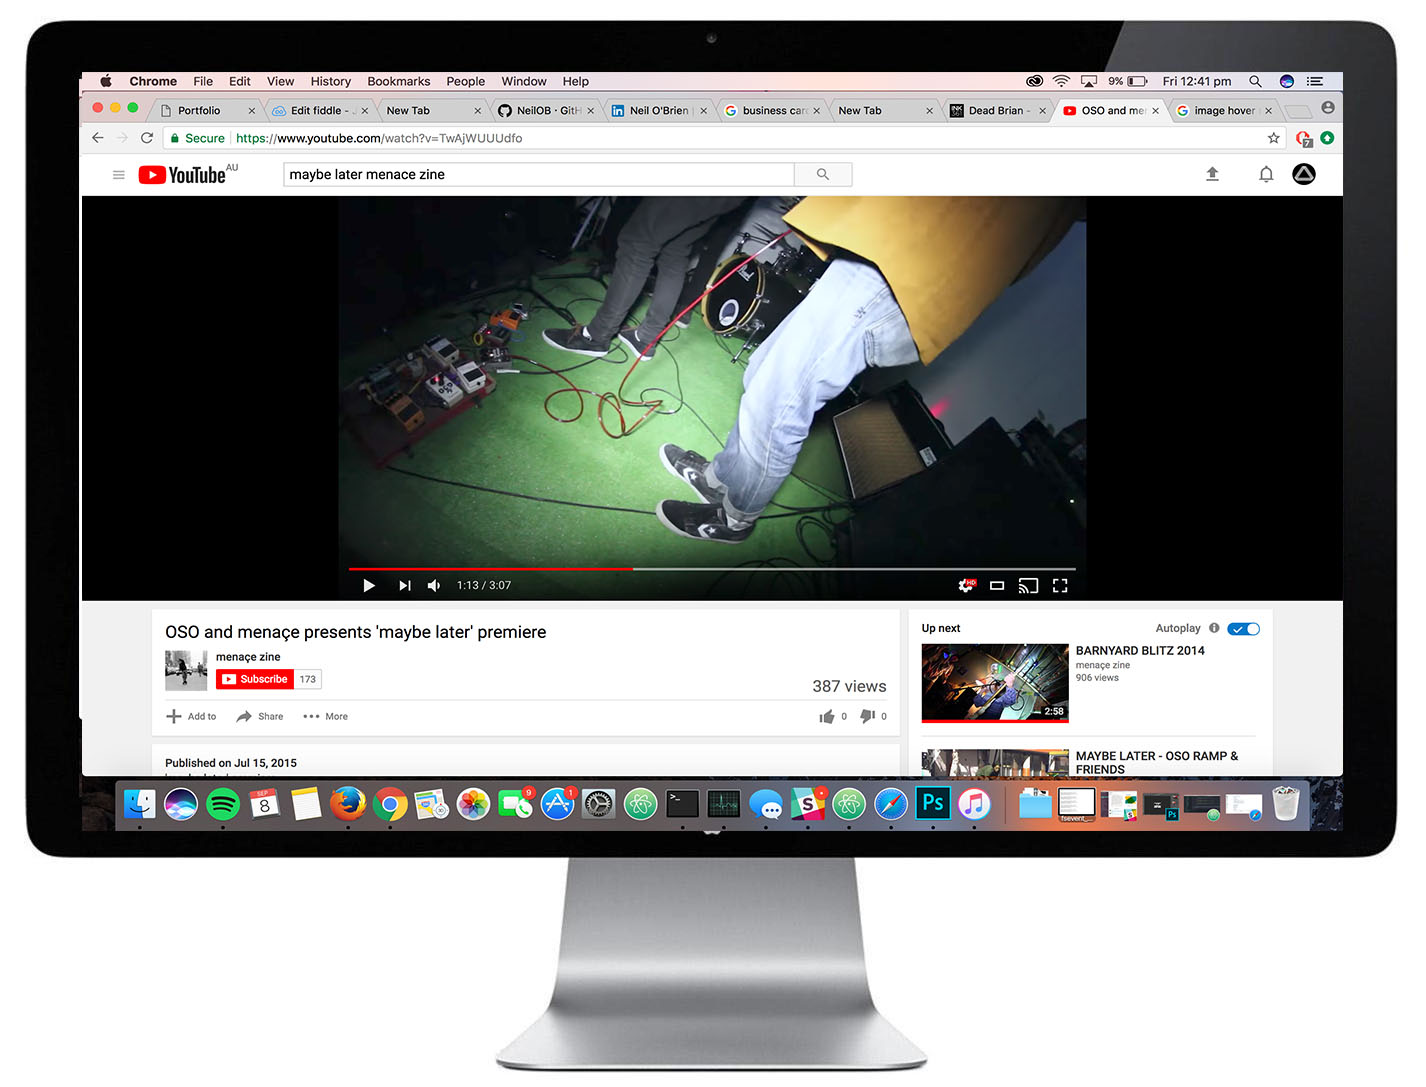 Chrome File Edit View History Bookmarks People Window Help 9% Fri 12:41 pm
Portfolio Edit fiddle - New Tab NeilOB · GitH Neil O'Brien business card New Tab Dead Brian - OSO and me image hover
Secure https://www.youtube.com/watch?v=TwAjWUUUdfo 7
YouTube AU maybe later menace zine
1:13 / 3:07 HD
OSO and menaçe presents 'maybe later' premiere
menaçe zine
Subscribe 173
387 views
Add to Share More 0 0
Published on Jul 15, 2015
Up next Autoplay
BARNYARD BLITZ 2014
menaçe zine
906 views
2:58
MAYBE LATER - OSO RAMP &
FRIENDS
SEP
8
9
1
S
Ps
Ps
fsevent_